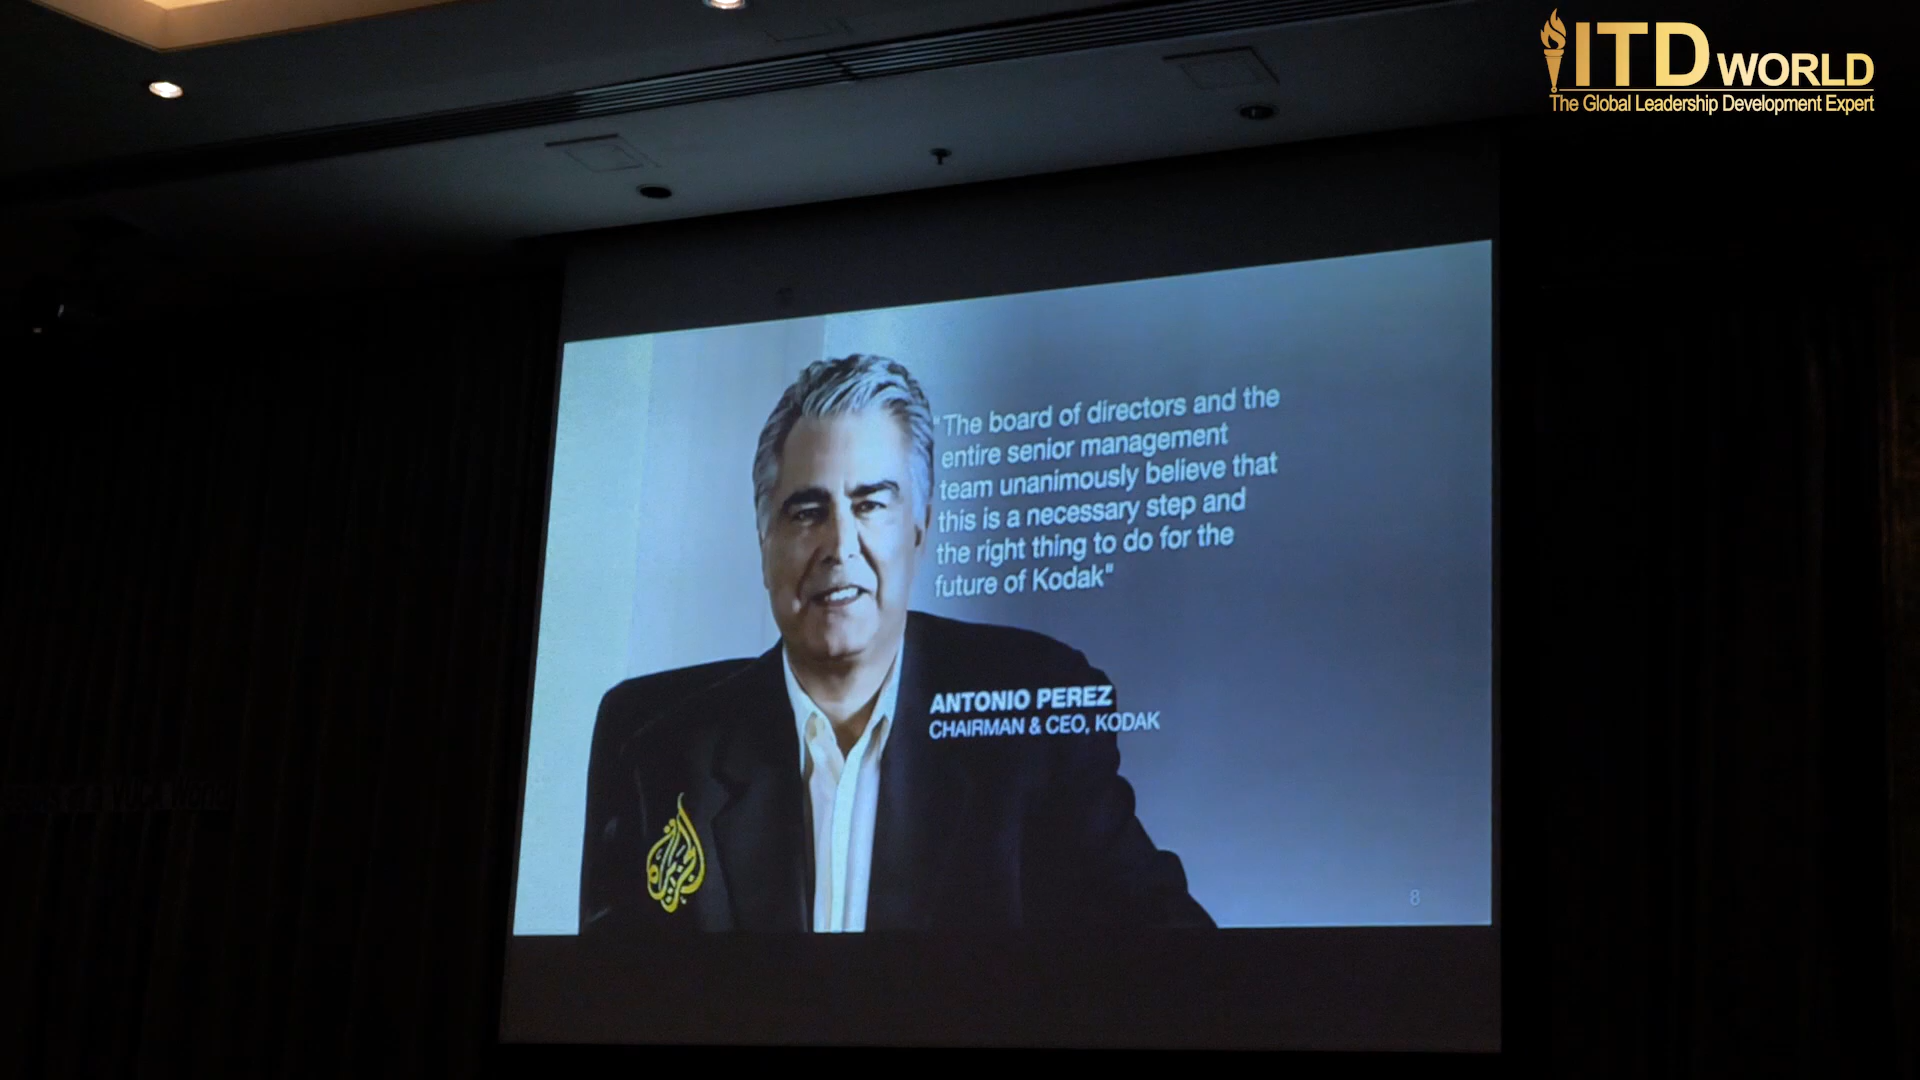 ITD WORLD
The Global Leadership Development Expert
"The board of directors and the
entire senior management
team unanimously believe that
this is a necessary step and
the right thing to do for the
future of Kodak"
ANTONIO PEREZ
CHAIRMAN & CEO, KODAK
الجزيرة
8